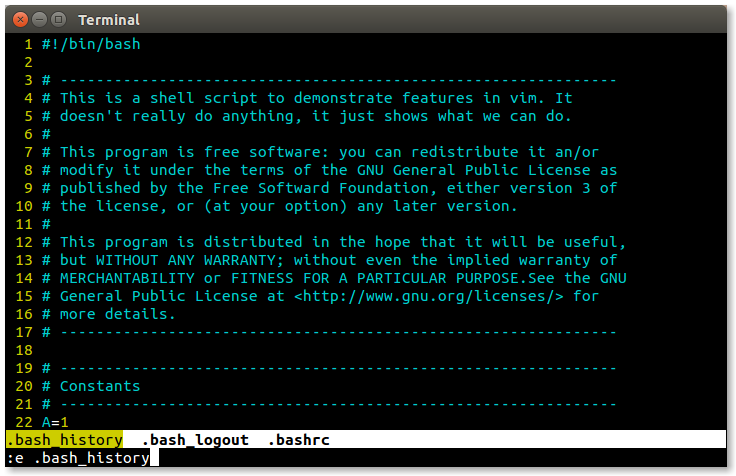 Terminal
1 #!/bin/bash
2
3 # --------------------------------------------------------------
4 # This is a shell script to demonstrate features in vim. It
5 # doesn't really do anything, it just shows what we can do.
6 #
7 # This program is free software: you can redistribute it an/or
8 # modify it under the terms of the GNU General Public License as
9 # published by the Free Softward Foundation, either version 3 of
10 # the license, or (at your option) any later version.
11 #
12 # This program is distributed in the hope that it will be useful,
13 # but WITHOUT ANY WARRANTY; without even the implied warranty of
14 # MERCHANTABILITY or FITNESS FOR A PARTICULAR PURPOSE.See the GNU
15 # General Public License at <http://www.gnu.org/licenses/> for
16 # more details.
17 # --------------------------------------------------------------
18
19 # --------------------------------------------------------------
20 # Constants
21 # --------------------------------------------------------------
22 A=1
.bash_history  .bash_logout  .bashrc
:e .bash_history